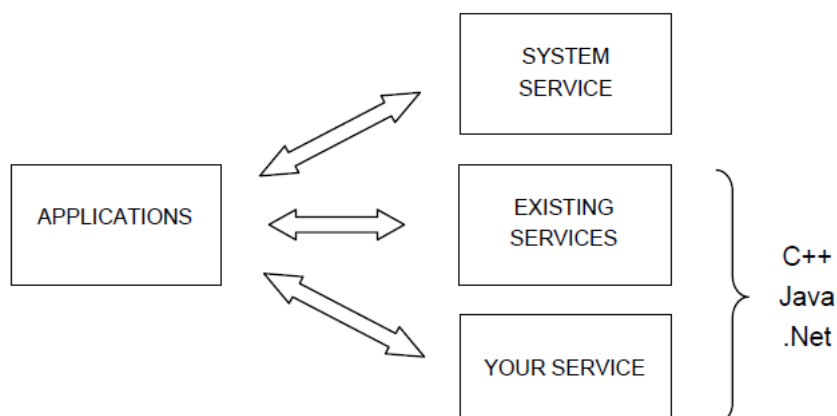 SYSTEM
SERVICE
APPLICATIONS
EXISTING
SERVICES
YOUR SERVICE
C++
Java
.Net